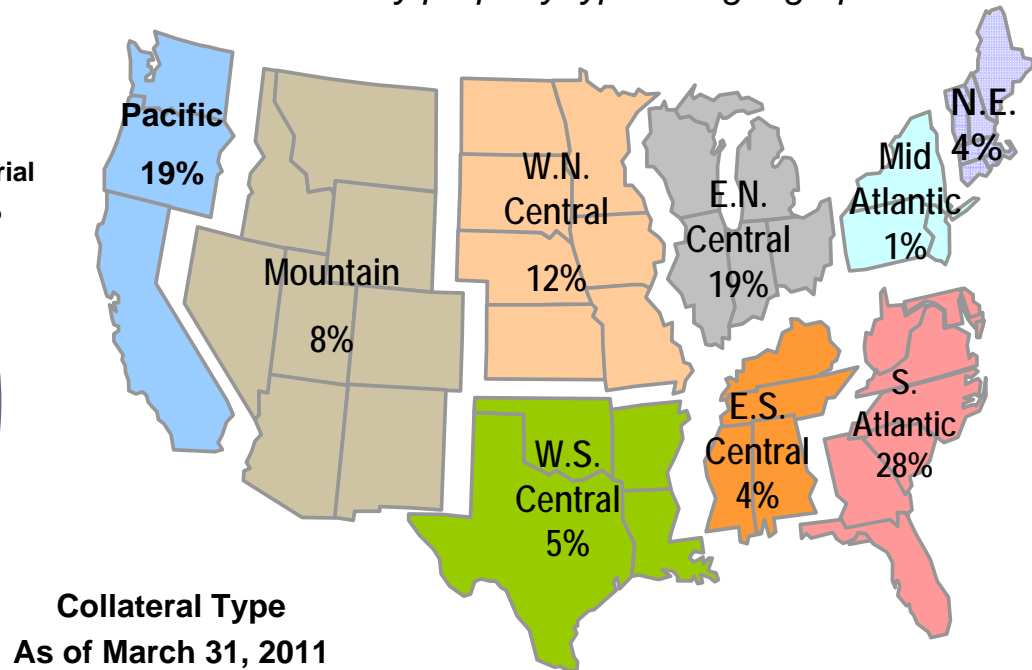 Pacific
19%
Mountain
8%
W.N.
Central
12%
E.N.
Central
19%
Mid
Atlantic
1%
N.E.
4%
W.S.
Central
5%
E.S.
Central
4%
S.
Atlantic
28%
Collateral Type
As of March 31, 2011